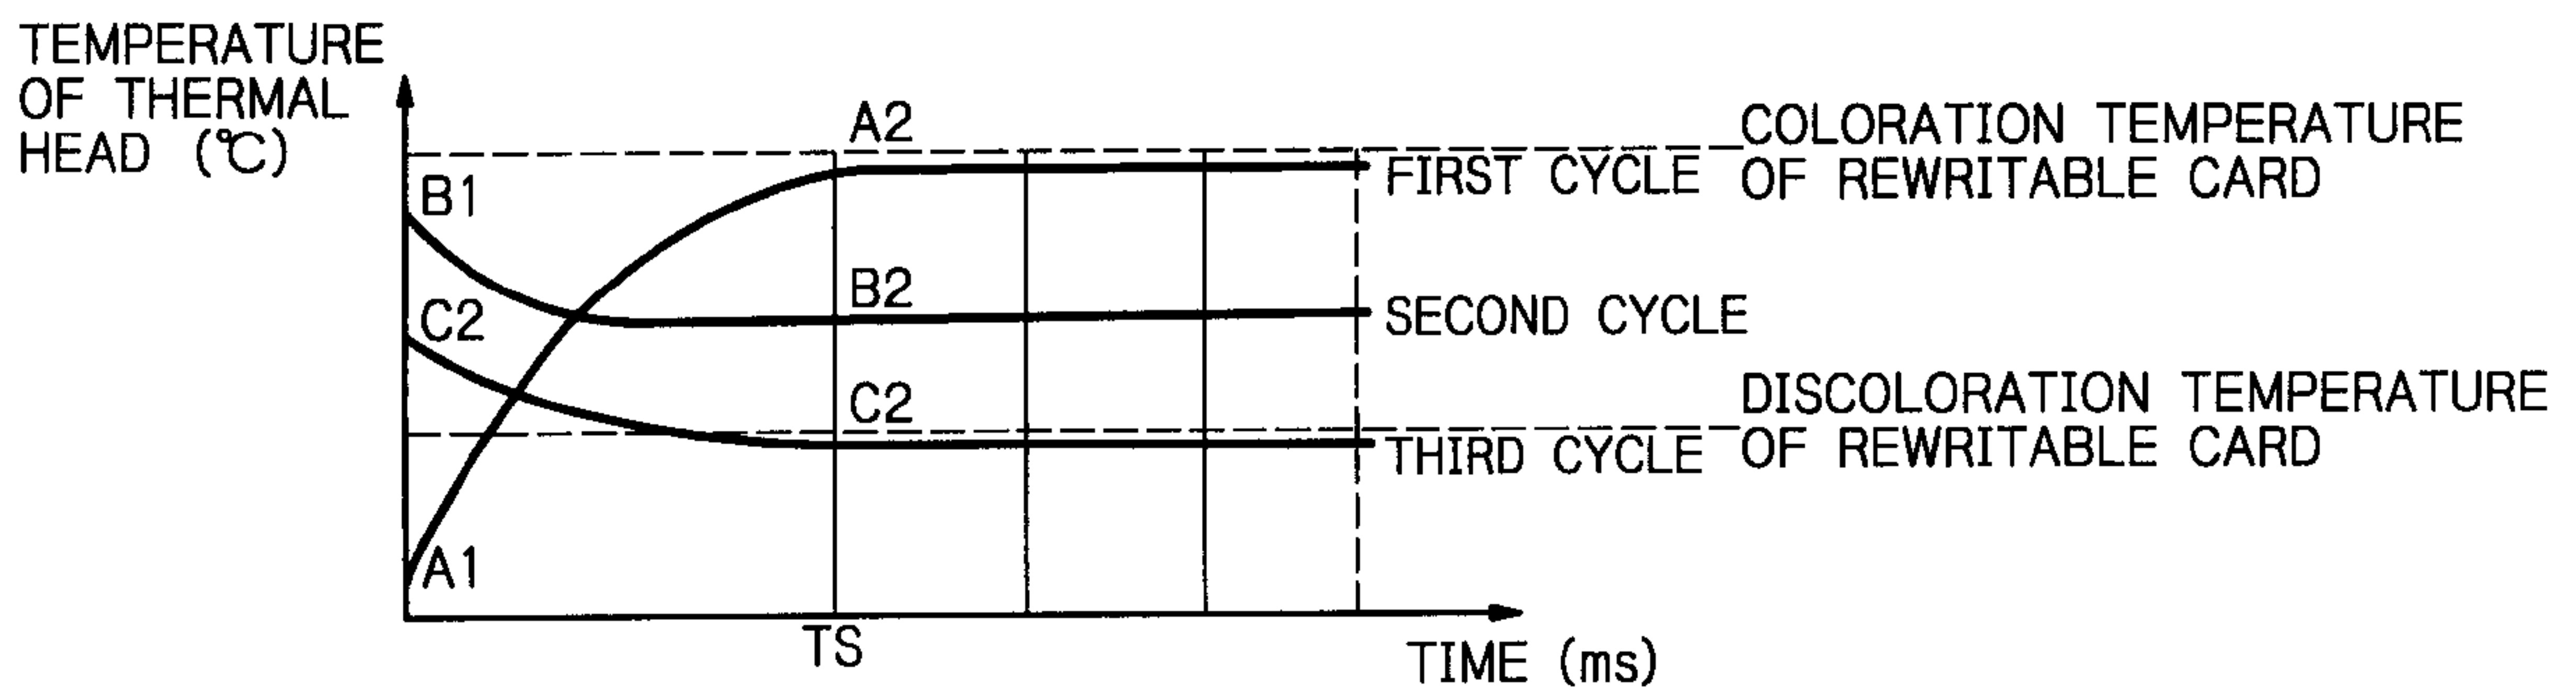 TEMPERATURE
OF THERMAL
HEAD (℃)
A2
COLORATION TEMPERATURE
OF REWRITABLE CARD
FIRST CYCLE
B1
B2
SECOND CYCLE
C2
C2
DISCOLORATION TEMPERATURE
OF REWRITABLE CARD
THIRD CYCLE
A1
TS
TIME (ms)